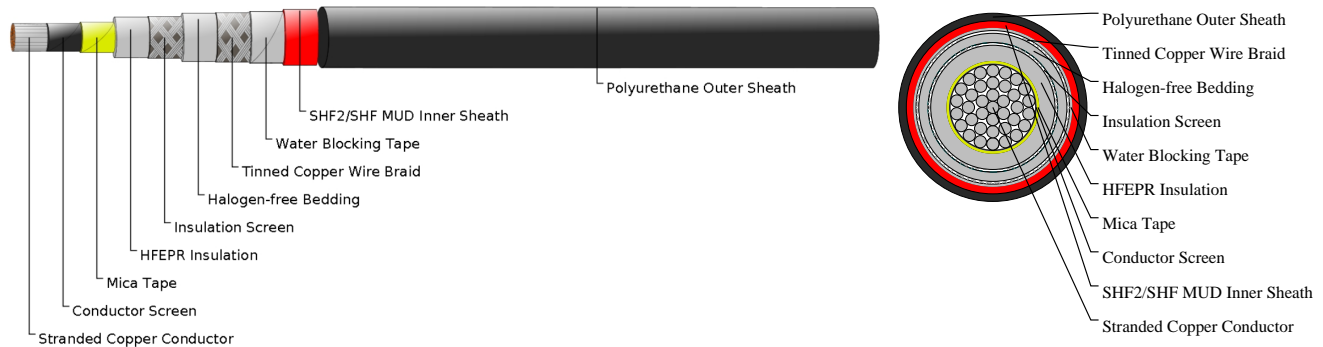 Polyurethane Outer Sheath
SHF2/SHF MUD Inner Sheath
Water Blocking Tape
Tinned Copper Wire Braid
Halogen-free Bedding
Insulation Screen
HFEPR Insulation
Mica Tape
Conductor Screen
Stranded Copper Conductor
Polyurethane Outer Sheath
Tinned Copper Wire Braid
Halogen-free Bedding
Insulation Screen
Water Blocking Tape
HFEPR Insulation
Mica Tape
Conductor Screen
SHF2/SHF MUD Inner Sheath
Stranded Copper Conductor